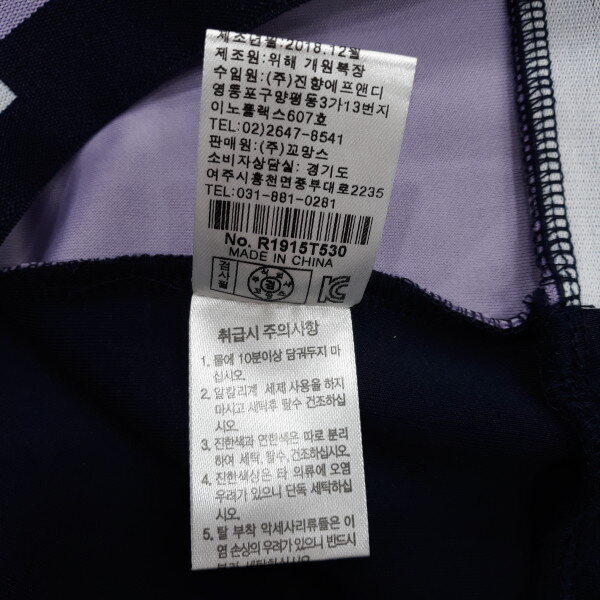 제조년월:2018.12월
제조원:위해 개원복장
수입원:(주)진향에프앤디
영등포구양평동3가13번지
이노플렉스607호
TEL:02)2647-8541
판매원:(주)꼬망스
소비자상담실: 경기도
여주시흥천면중부대로2235
TEL:031-881-0281
No. R1915T530
MADE IN CHINA
검사필
취급시 주의사항
1. 물에 10분이상 담궈두지 마
십시오.
2. 알칼리계 세제 사용을 하지
마시고 세탁후 탈수 건조하십
시오.
3. 진한색과 연한색은 따로 분리
하여 세탁, 탈수, 건조하십시오.
4. 진한색상은 타 의류에 오염
우려가 있으니 단독 세탁하십
시오.
5. 탈 부착 악세사리류들은 이
염 손상의 우려가 있으니 반드시